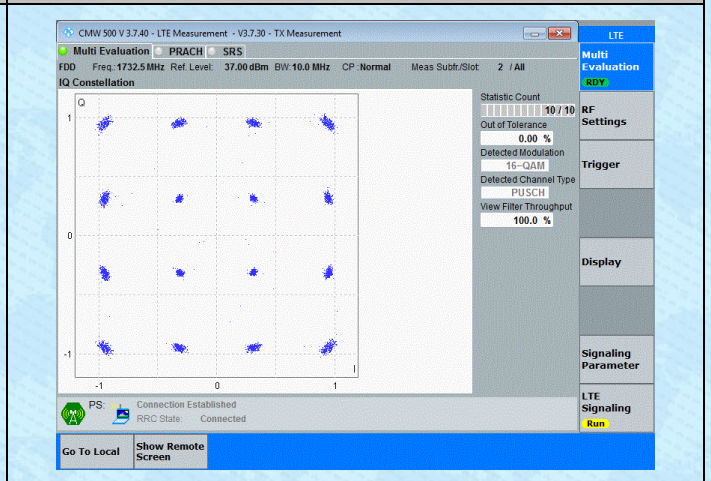 CMW 500 V 3.7.40 - LTE Measurement - V3.7.30 - TX Measurement
LTE
Multi Evaluation PRACH SRS
FDD Freq.:1732.5 MHz Ref. Level: 37.00 dBm BW:10.0 MHz CP :Normal Meas Subfr./Slot: 2 / All
IQ Constellation
Q
1
0
-1
-1 0 1
I
Statistic Count
10 / 10
Out of Tolerance
0.00 %
Detected Modulation
16-QAM
Detected Channel Type
PUSCH
View Filter Throughput
100.0 %
Multi
Evaluation
RDY
RF
Settings
Trigger
Display
Signaling
Parameter
LTE
Signaling
Run
PS: Connection Established
RRC State: Connected
Go To Local
Show Remote
Screen